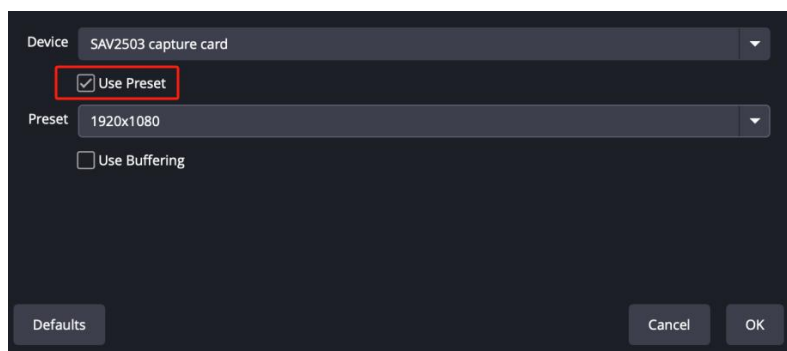 Device SAV2503 capture card
Use Preset
Preset 1920x1080
Use Buffering
Defaults Cancel OK